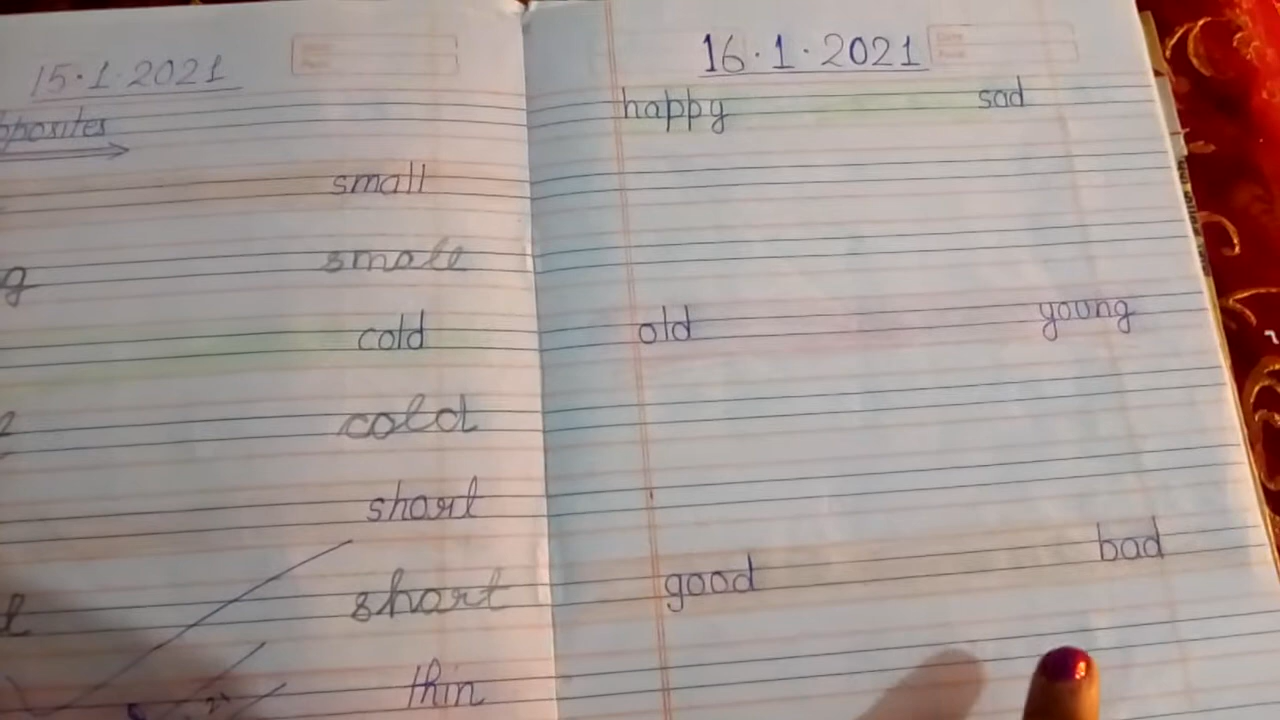 15.1.2021
opposites
small
g small
cold
cold
short
short
thin
16.1.2021
happy sad
old young
good bad